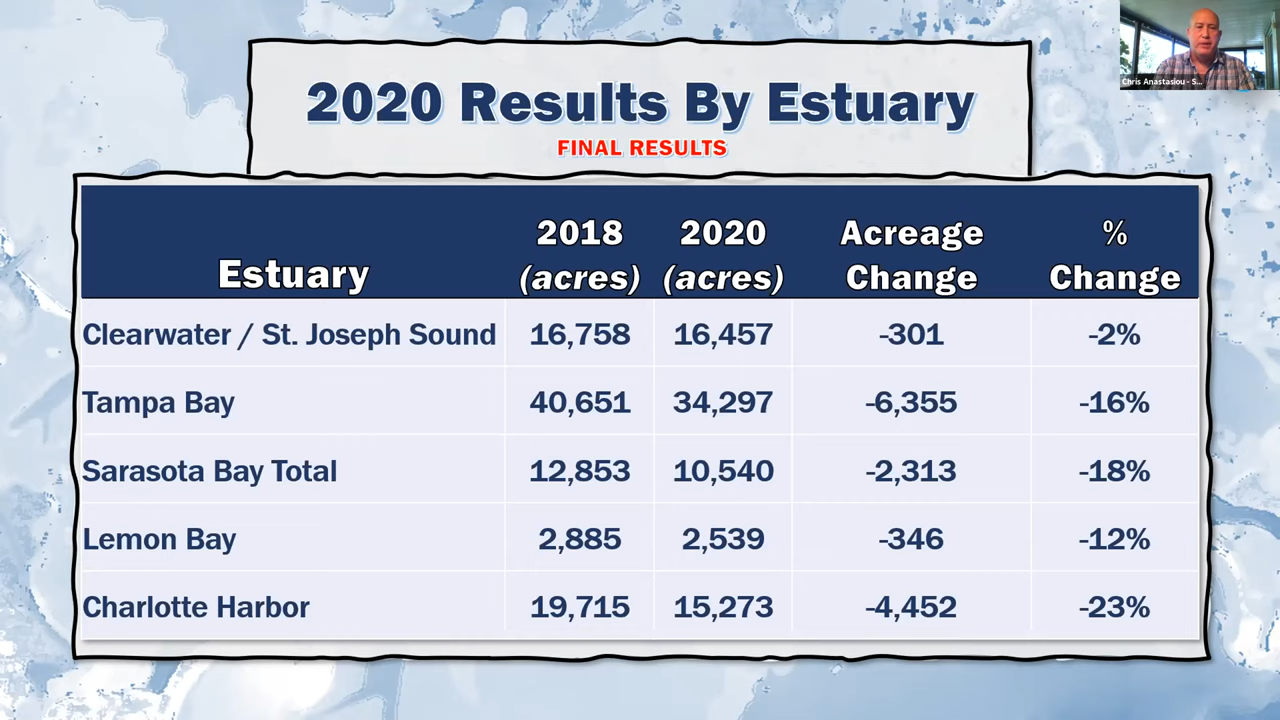 2020 Results By Estuary
FINAL RESULTS
Estuary 2018 (acres) 2020 (acres) Acreage Change % Change
Clearwater / St. Joseph Sound 16,758 16,457 -301 -2%
Tampa Bay 40,651 34,297 -6,355 -16%
Sarasota Bay Total 12,853 10,540 -2,313 -18%
Lemon Bay 2,885 2,539 -346 -12%
Charlotte Harbor 19,715 15,273 -4,452 -23%
Chris Anastasiou - S...